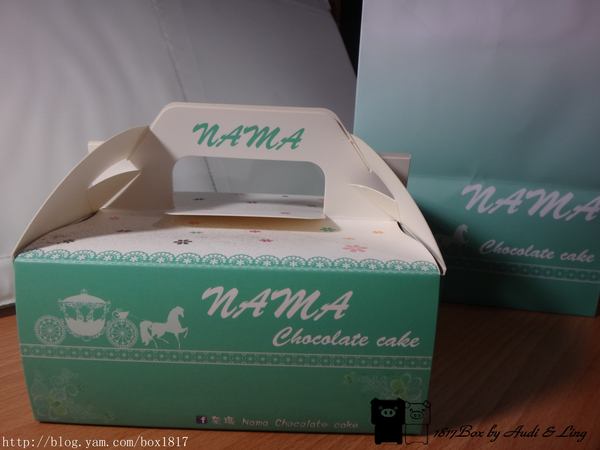 NAMA
NAMA
Chocolate cake
NAMA
Chocolate cake
Nama Chocolate cake
http://blog.yam.com/box1817
1817Box by Audi & Ling